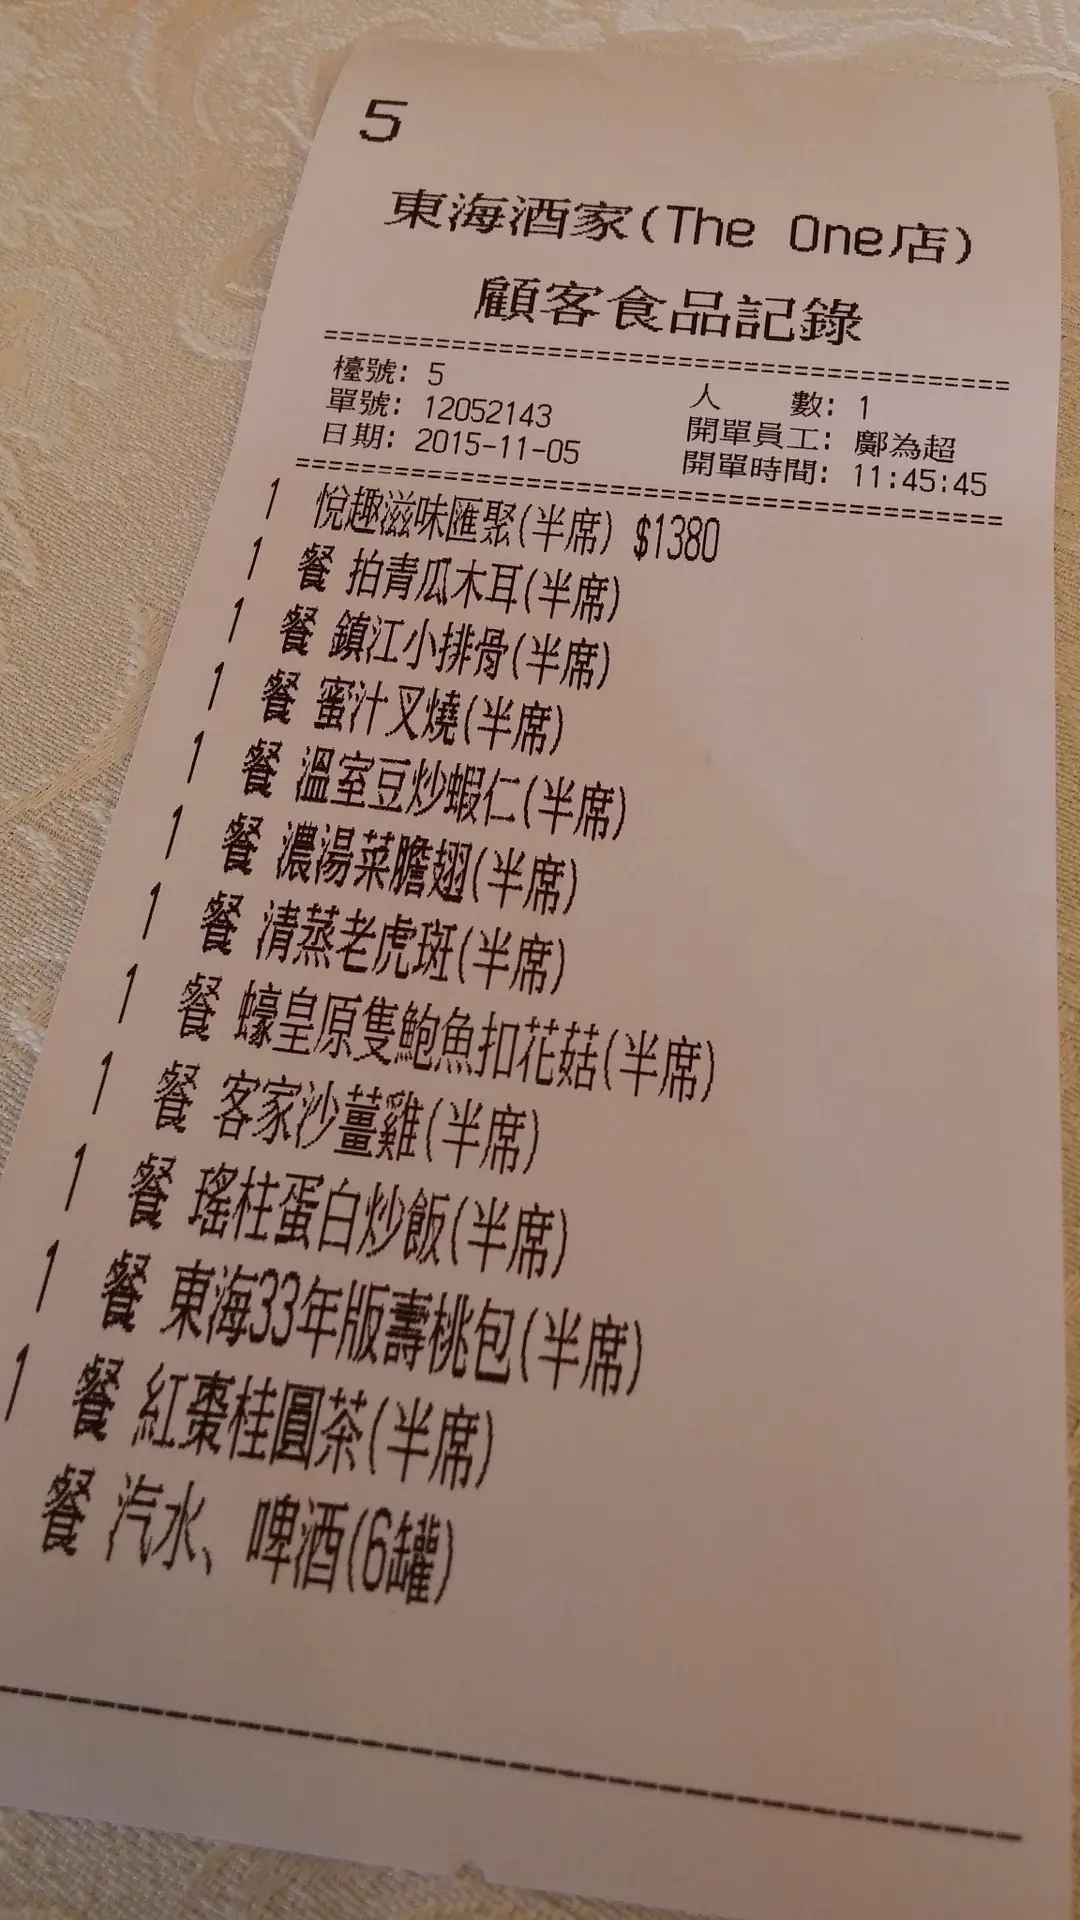 5
東海酒家(The One店)
顧客食品記錄
檯號: 5 人 數: 1
單號: 12052143 開單員工: 鄺為超
日期: 2015-11-05 開單時間: 11:45:45
1 悅趣滋味匯聚(半席) $1380
1 餐 拍青瓜木耳(半席)
1 餐 鎮江小排骨(半席)
1 餐 蜜汁叉燒(半席)
1 餐 溫室豆炒蝦仁(半席)
1 餐 濃湯菜膽翅(半席)
1 餐 清蒸老虎斑(半席)
1 餐 蠔皇原隻鮑魚扣花菇(半席)
1 餐 客家沙薑雞(半席)
1 餐 瑤柱蛋白炒飯(半席)
1 餐 東海33年版壽桃包(半席)
1 餐 紅棗桂圓茶(半席)
餐 汽水、啤酒(6罐)